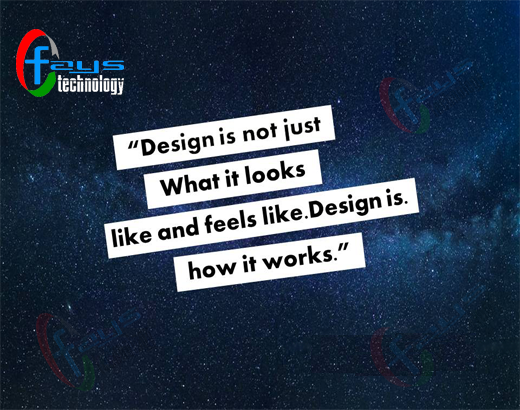 fays
technology
“Design is not just
What it looks
like and feels like.Design is.
how it works.”